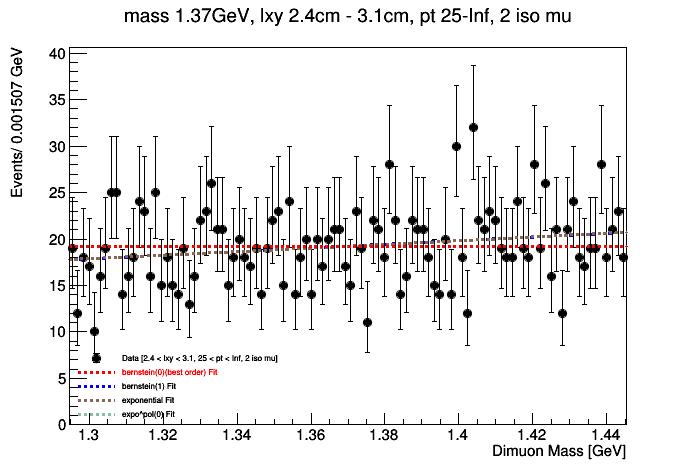 mass 1.37GeV, lxy 2.4cm - 3.1cm, pt 25-Inf, 2 iso mu
Events/ 0.001507 GeV
40
35
30
25
20
15
10
5
0
Data [2.4 < lxy < 3.1, 25 < pt < Inf, 2 iso mu]
bernstein(0)(best order) Fit
bernstein(1) Fit
exponential Fit
expo*pol(0) Fit
1.3 1.32 1.34 1.36 1.38 1.4 1.42 1.44
Dimuon Mass [GeV]